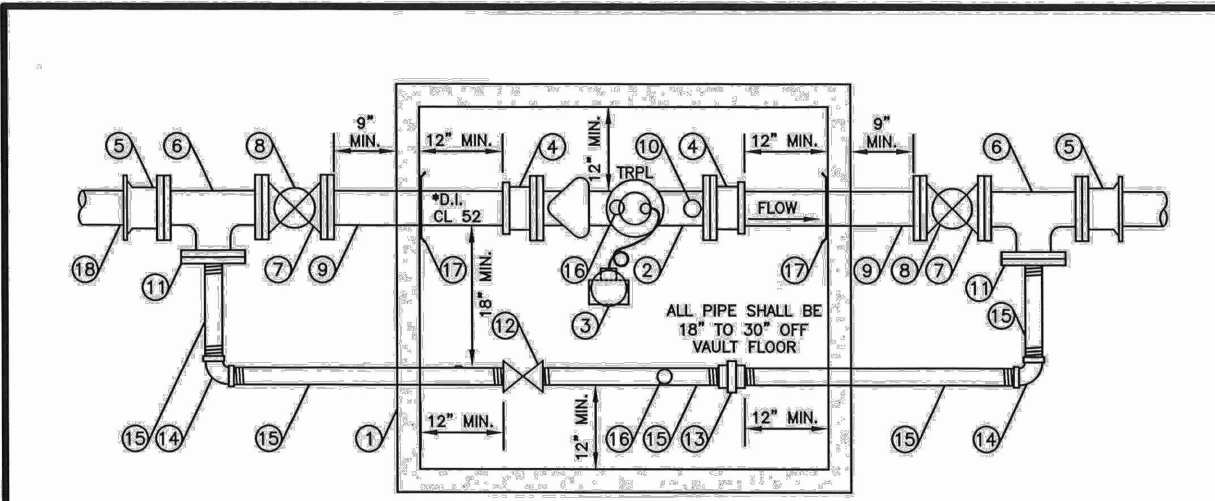 9"
MIN.
9"
MIN.
5
6
8
12" MIN.
4
12" MIN.
10
4
12" MIN.
6
5
TRPL
*D.I.
CL 52
FLOW
18
11
7
9
17
18" MIN.
16
3
2
17
9
8
7
11
12
ALL PIPE SHALL BE
18" TO 30" OFF
VAULT FLOOR
15
15
14
15
1
12" MIN.
12" MIN.
16
15
13
12" MIN.
15
14